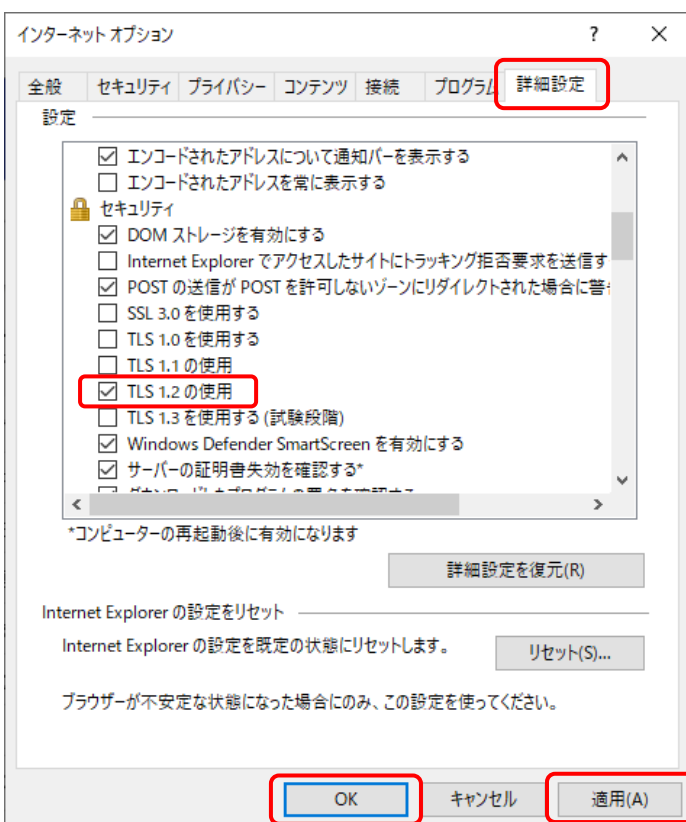 インターネット オプション ? ×
全般 セキュリティ プライバシー コンテンツ 接続 プログラム 詳細設定
設定
エンコードされたアドレスについて通知バーを表示する
エンコードされたアドレスを常に表示する
セキュリティ
DOM ストレージを有効にする
Internet Explorer でアクセスしたサイトにトラッキング拒否要求を送信す
POST の送信が POST を許可しないゾーンにリダイレクトされた場合に警
SSL 3.0 を使用する
TLS 1.0 を使用する
TLS 1.1 の使用
TLS 1.2 の使用
TLS 1.3 を使用する (試験段階)
Windows Defender SmartScreen を有効にする
サーバーの証明書失効を確認する*
*コンピューターの再起動後に有効になります
詳細設定を復元(R)
Internet Explorer の設定をリセット
Internet Explorer の設定を既定の状態にリセットします。
リセット(S)...
ブラウザーが不安定な状態になった場合にのみ、この設定を使ってください。
OK キャンセル 適用(A)